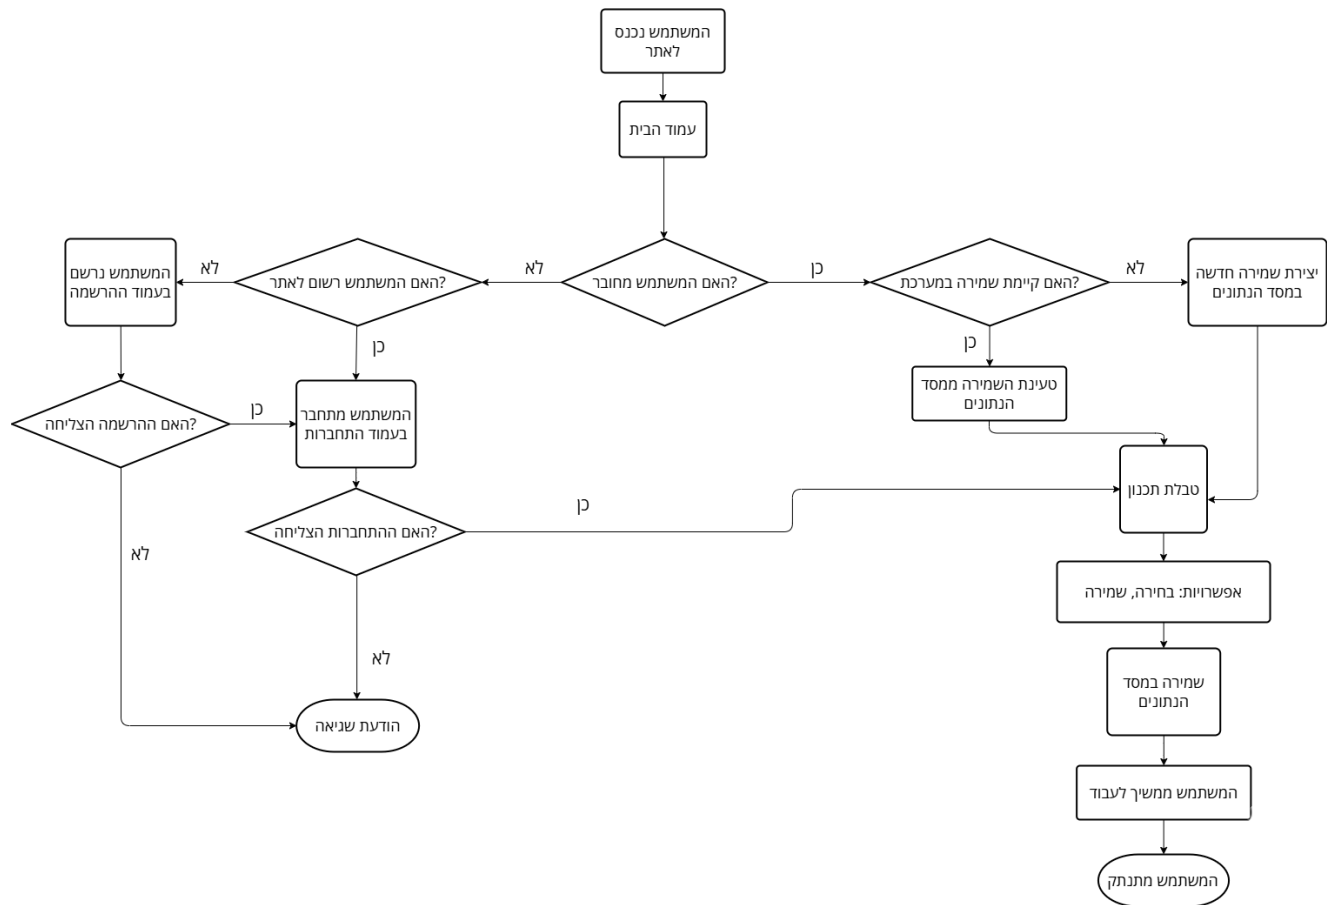 המשתמש נכנס
לאתר
עמוד הבית
האם המשתמש מחובר?
כן
האם קיימת שמירה במערכת?
לא
יצירת שמירה חדשה
במסד הנתונים
כן
טעינת השמירה ממסד
הנתונים
לא
האם המשתמש רשום לאתר?
לא
המשתמש נרשם
בעמוד ההרשמה
כן
האם ההרשמה הצליחה?
כן
המשתמש מתחבר
בעמוד התחברות
האם ההתחברות הצליחה?
כן
לא
לא
הודעת שגיאה
טבלת תכנון
אפשרויות: בחירה, שמירה
שמירה במסד
הנתונים
המשתמש ממשיך לעבוד
המשתמש מתנתק